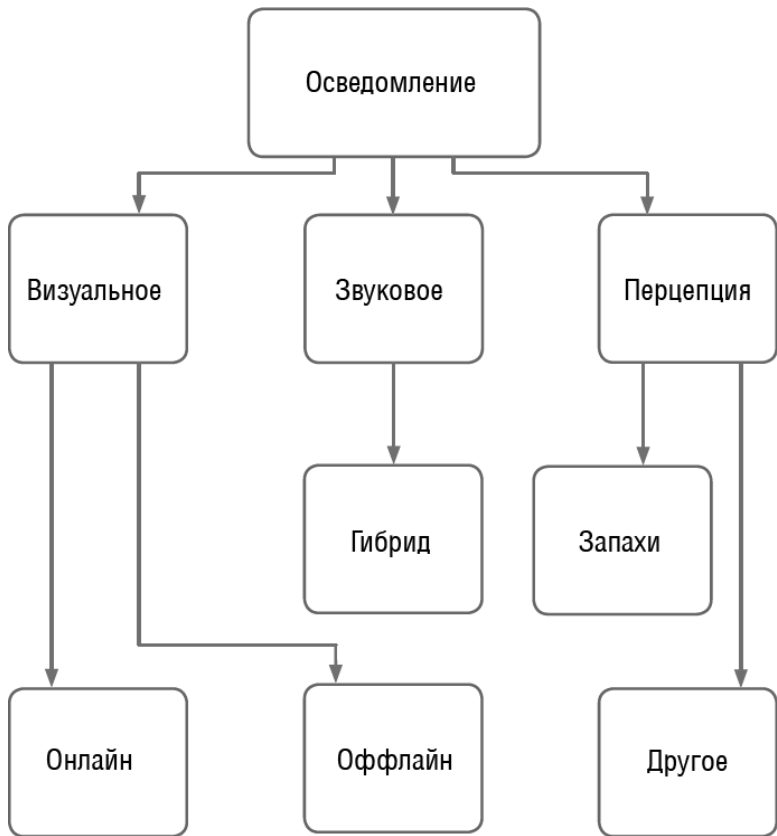 Осведомление
Визуальное
Звуковое
Перцепция
Гибрид
Запахи
Онлайн
Оффлайн
Другое